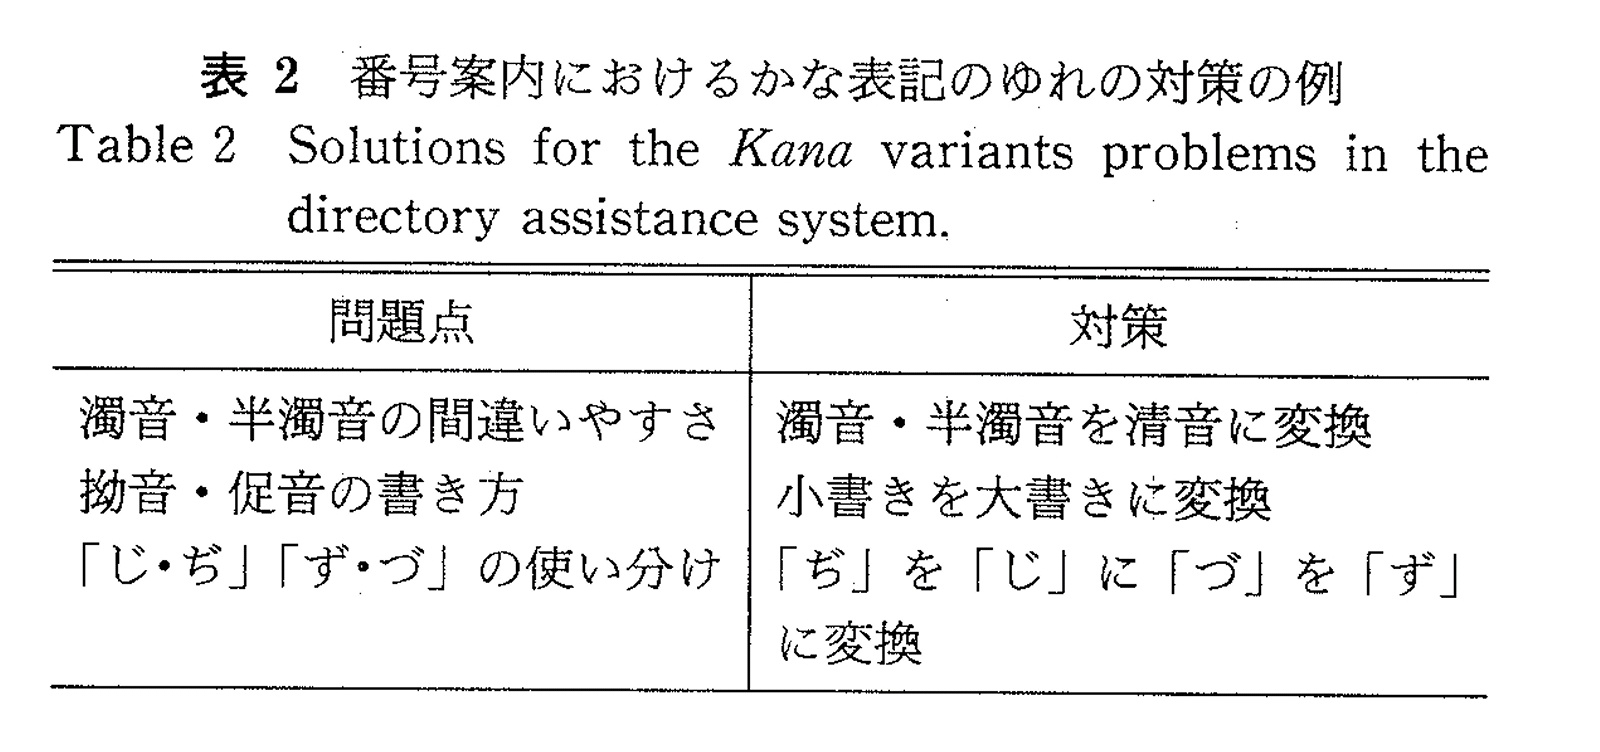 表 2 番号案内におけるかな表記のゆれの対策の例
Table 2 Solutions for the Kana variants problems in the
directory assistance system.
問題点 対策
濁音・半濁音の間違いやすさ 濁音・半濁音を清音に変換
拗音・促音の書き方 小書きを大書きに変換
「じ・ぢ」「ず・づ」の使い分け 「ぢ」を「じ」に「づ」を「ず」
に変換